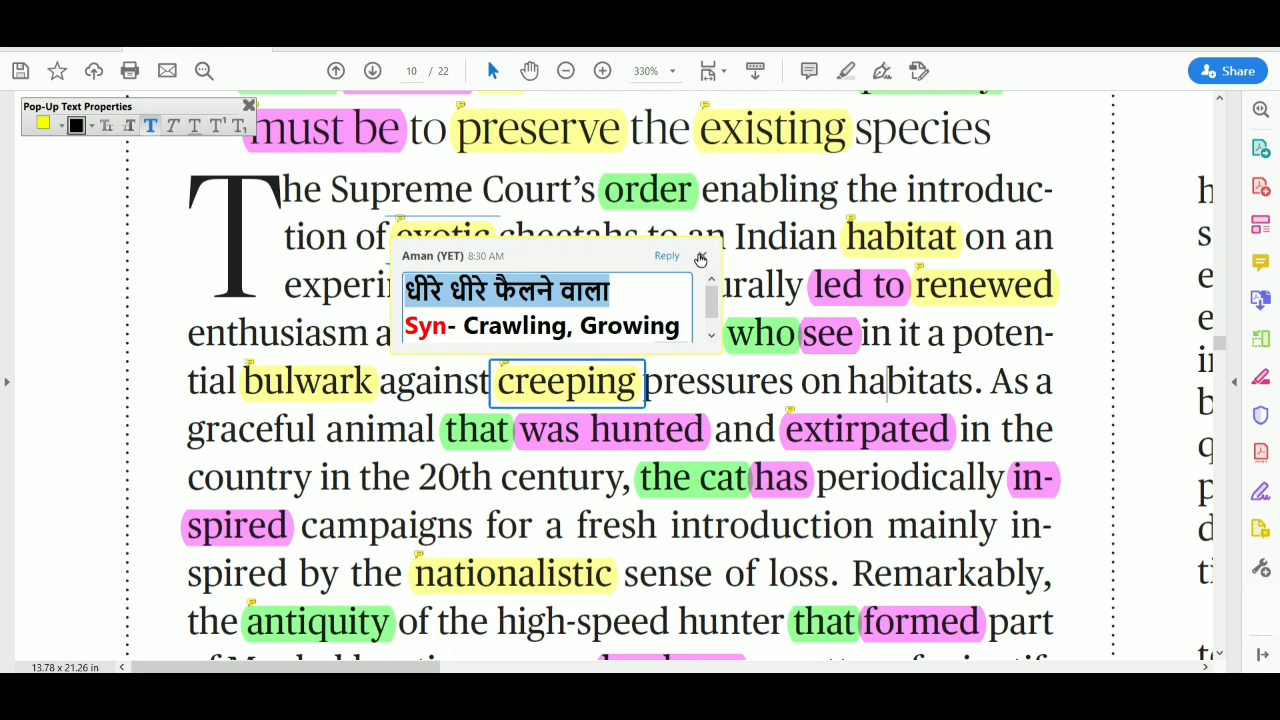 10 / 22
330%
Share
Pop-Up Text Properties
must be to preserve the existing species
The Supreme Court's order enabling the introduc-
tion of exotic cheetahs to an Indian habitat on an
Aman (YET) 8:30 AM
Reply
experi
urally led to renewed
धीरे धीरे फैलने वाला
Syn- Crawling, Growing
enthusiasm a
who see in it a poten-
tial bulwark against creeping pressures on habitats. As a
graceful animal that was hunted and extirpated in the
country in the 20th century, the cat has periodically in-
spired campaigns for a fresh introduction mainly in-
spired by the nationalistic sense of loss. Remarkably,
the antiquity of the high-speed hunter that formed part
13.78 x 21.26 in